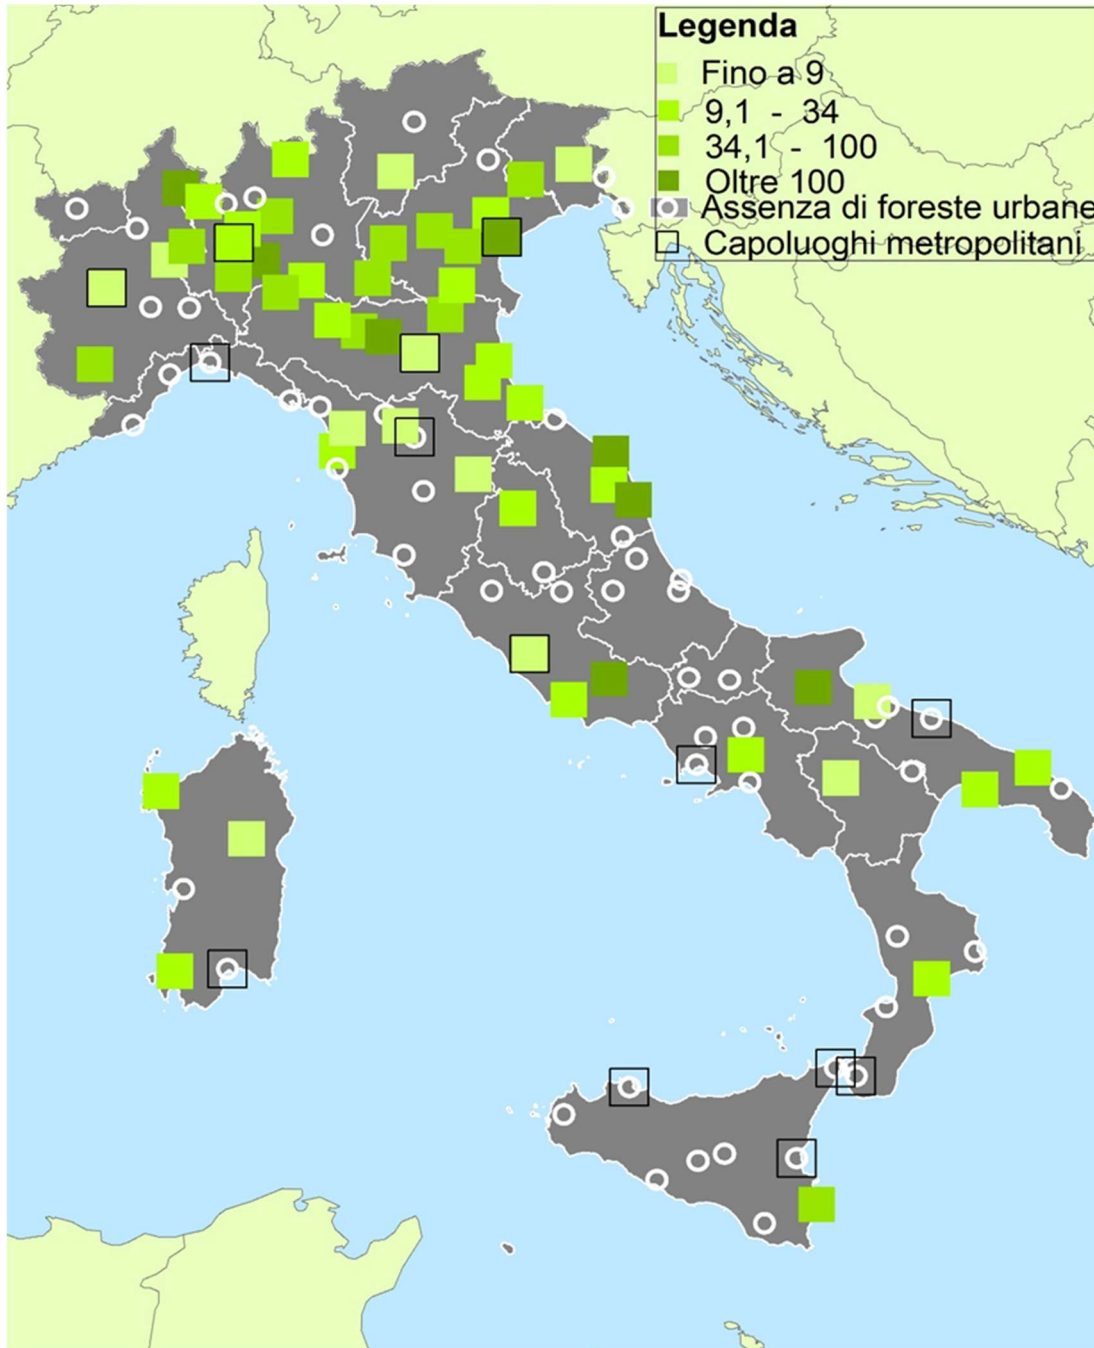 Legenda
Fino a 9
9,1 - 34
34,1 - 100
Oltre 100
Assenza di foreste urbane
Capoluoghi metropolitani